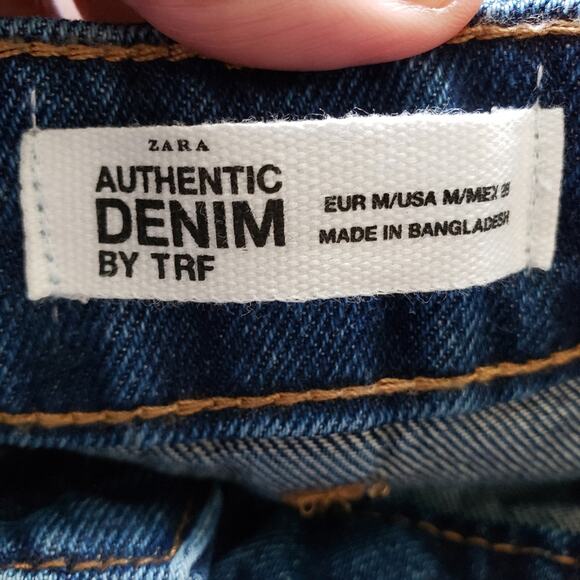 ZARA
AUTHENTIC
DENIM
BY TRF
EUR M/USA M/MEX 28
MADE IN BANGLADESH